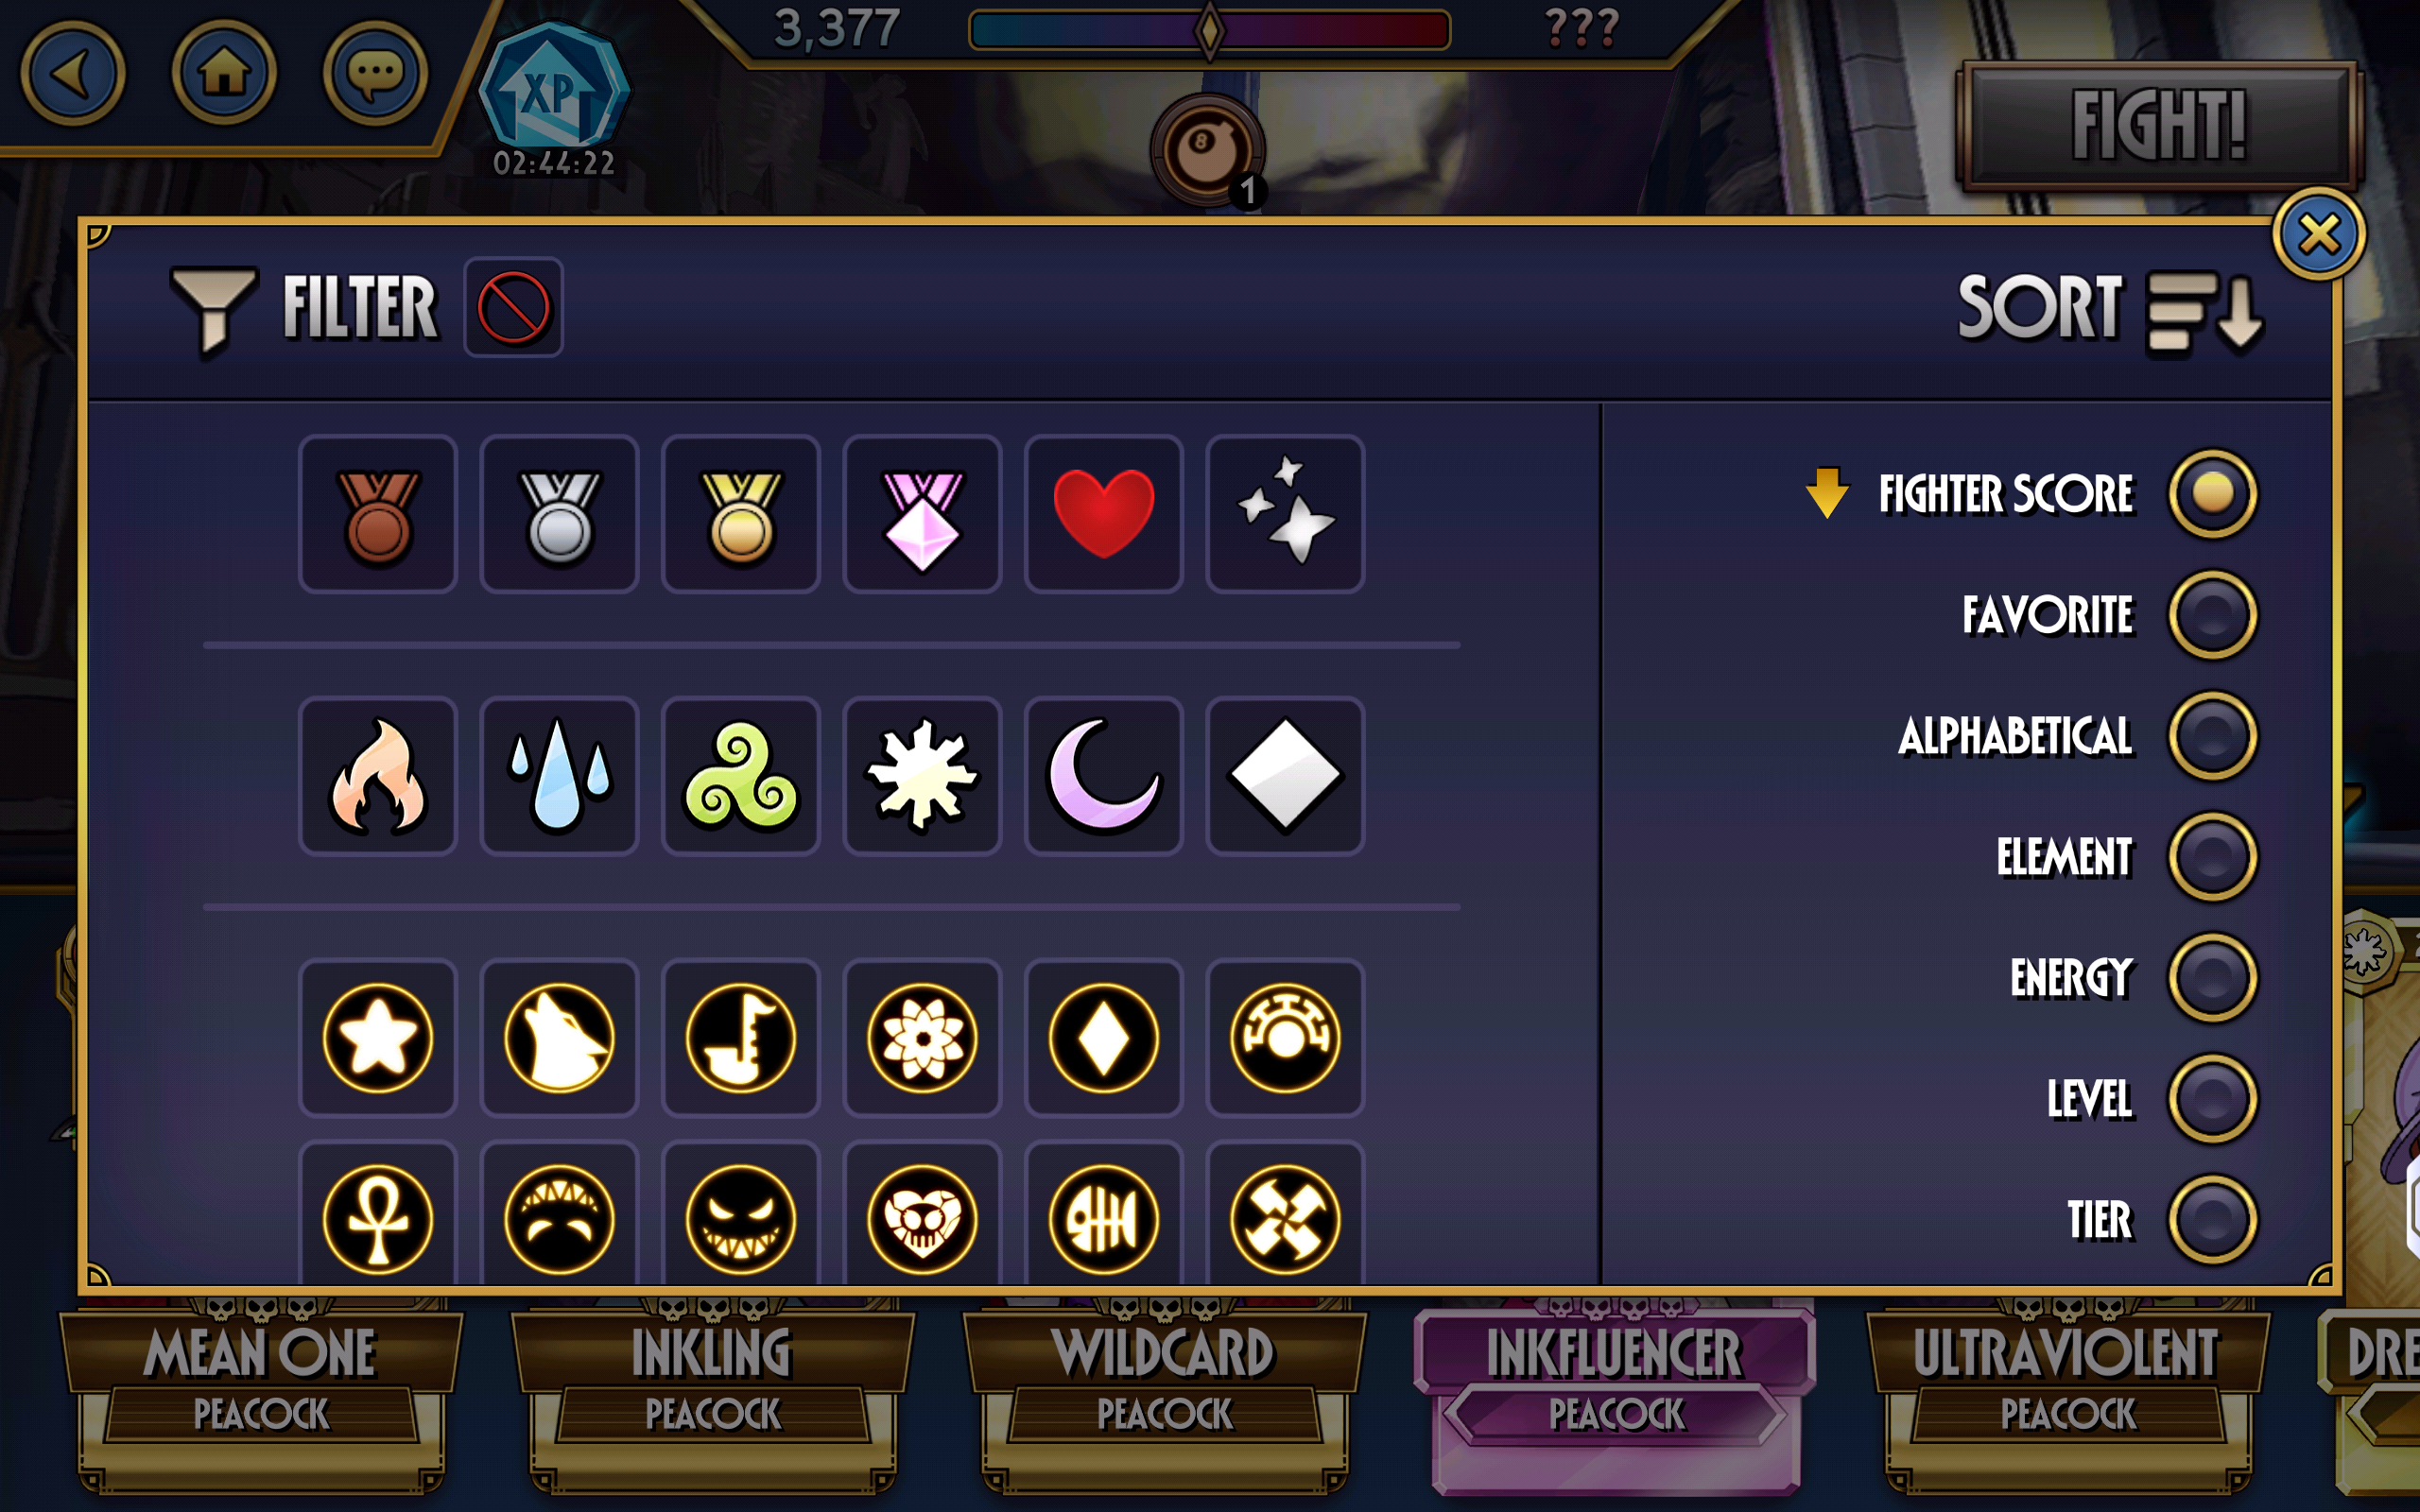 3,377
???
XP
02:44:22
8
1
FIGHT!
FILTER
SORT
FIGHTER SCORE
FAVORITE
ALPHABETICAL
ELEMENT
ENERGY
LEVEL
TIER
MEAN ONE
PEACOCK
INKLING
PEACOCK
WILDCARD
PEACOCK
INKFLUENCER
PEACOCK
ULTRAVIOLENT
PEACOCK